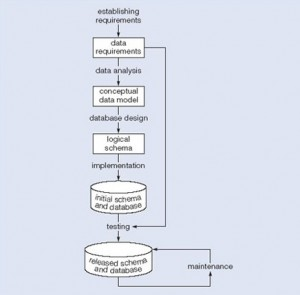 establishing
requirements
data
requirements
data analysis
conceptual
data model
database design
logical
schema
implementation
initial schema
and database
testing
released schema
and database
maintenance